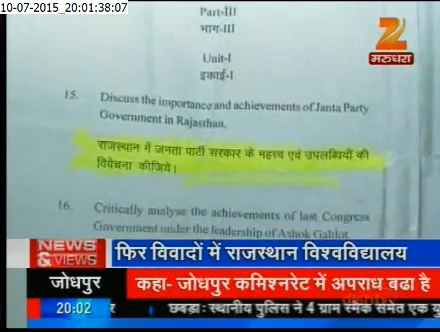 10-07-2015_20:01:38:07
Part-III
भाग-III
Unit-I
इकाई-I
मरुधरा
15. Discuss the importance and achievements of Janta Party
Government in Rajasthan.
राजस्थान में जनता पार्टी सरकार के महत्त्व एवं उपलब्धियों की
विवेचना कीजिये।
16. Critically analyse the achievements of last Congress
Government under the leadership of Ashok Gahlot
NEWS
& VIEWS
फिर विवादों में राजस्थान विश्वविद्यालय
जोधपुर
कहा- जोधपुर कमिश्नरेट में अपराध बढा है
20:02
छबड़ाः स्थानीय पुलिस ने 4 ग्राम स्मैक समेत एक